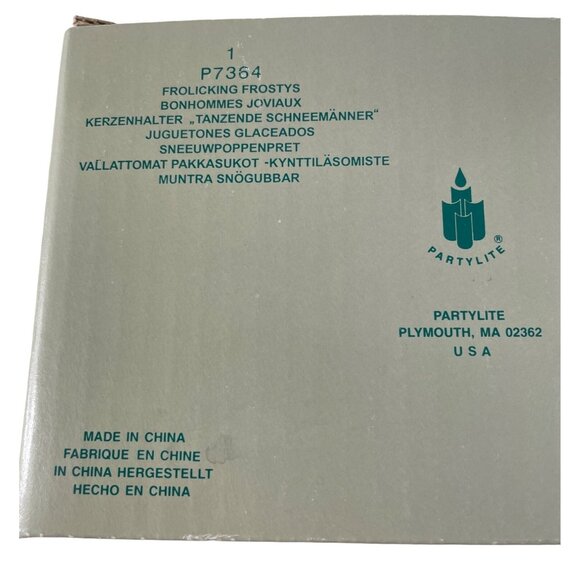 1
P7364
FROLICKING FROSTYS
BONHOMMES JOVIAUX
KERZENHALTER „TANZENDE SCHNEEMÄNNER“
JUGUETONES GLACEADOS
SNEEUWPOPPENPRET
VALLATTOMAT PAKKASUKOT -KYNTTILÄSOMISTE
MUNTRA SNÖGUBBAR
PARTYLITE®
PARTYLITE
PLYMOUTH, MA 02362
USA
MADE IN CHINA
FABRIQUE EN CHINE
IN CHINA HERGESTELLT
HECHO EN CHINA